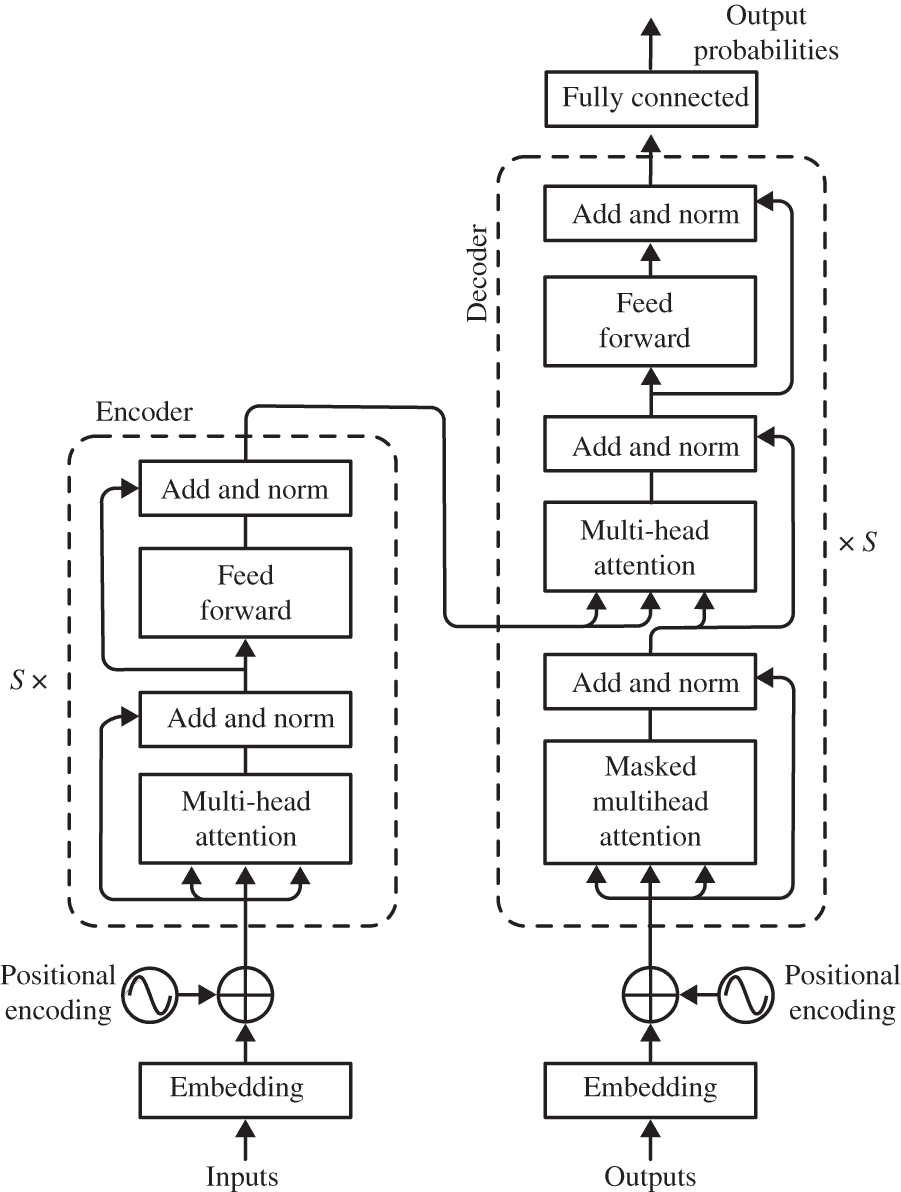 Output
probabilities
Fully connected
Decoder
Add and norm
Feed
forward
Add and norm
Multi-head
attention
× S
Add and norm
Masked
multihead
attention
Positional
encoding
Embedding
Outputs
Encoder
Add and norm
Feed
forward
S ×
Add and norm
Multi-head
attention
Positional
encoding
Embedding
Inputs